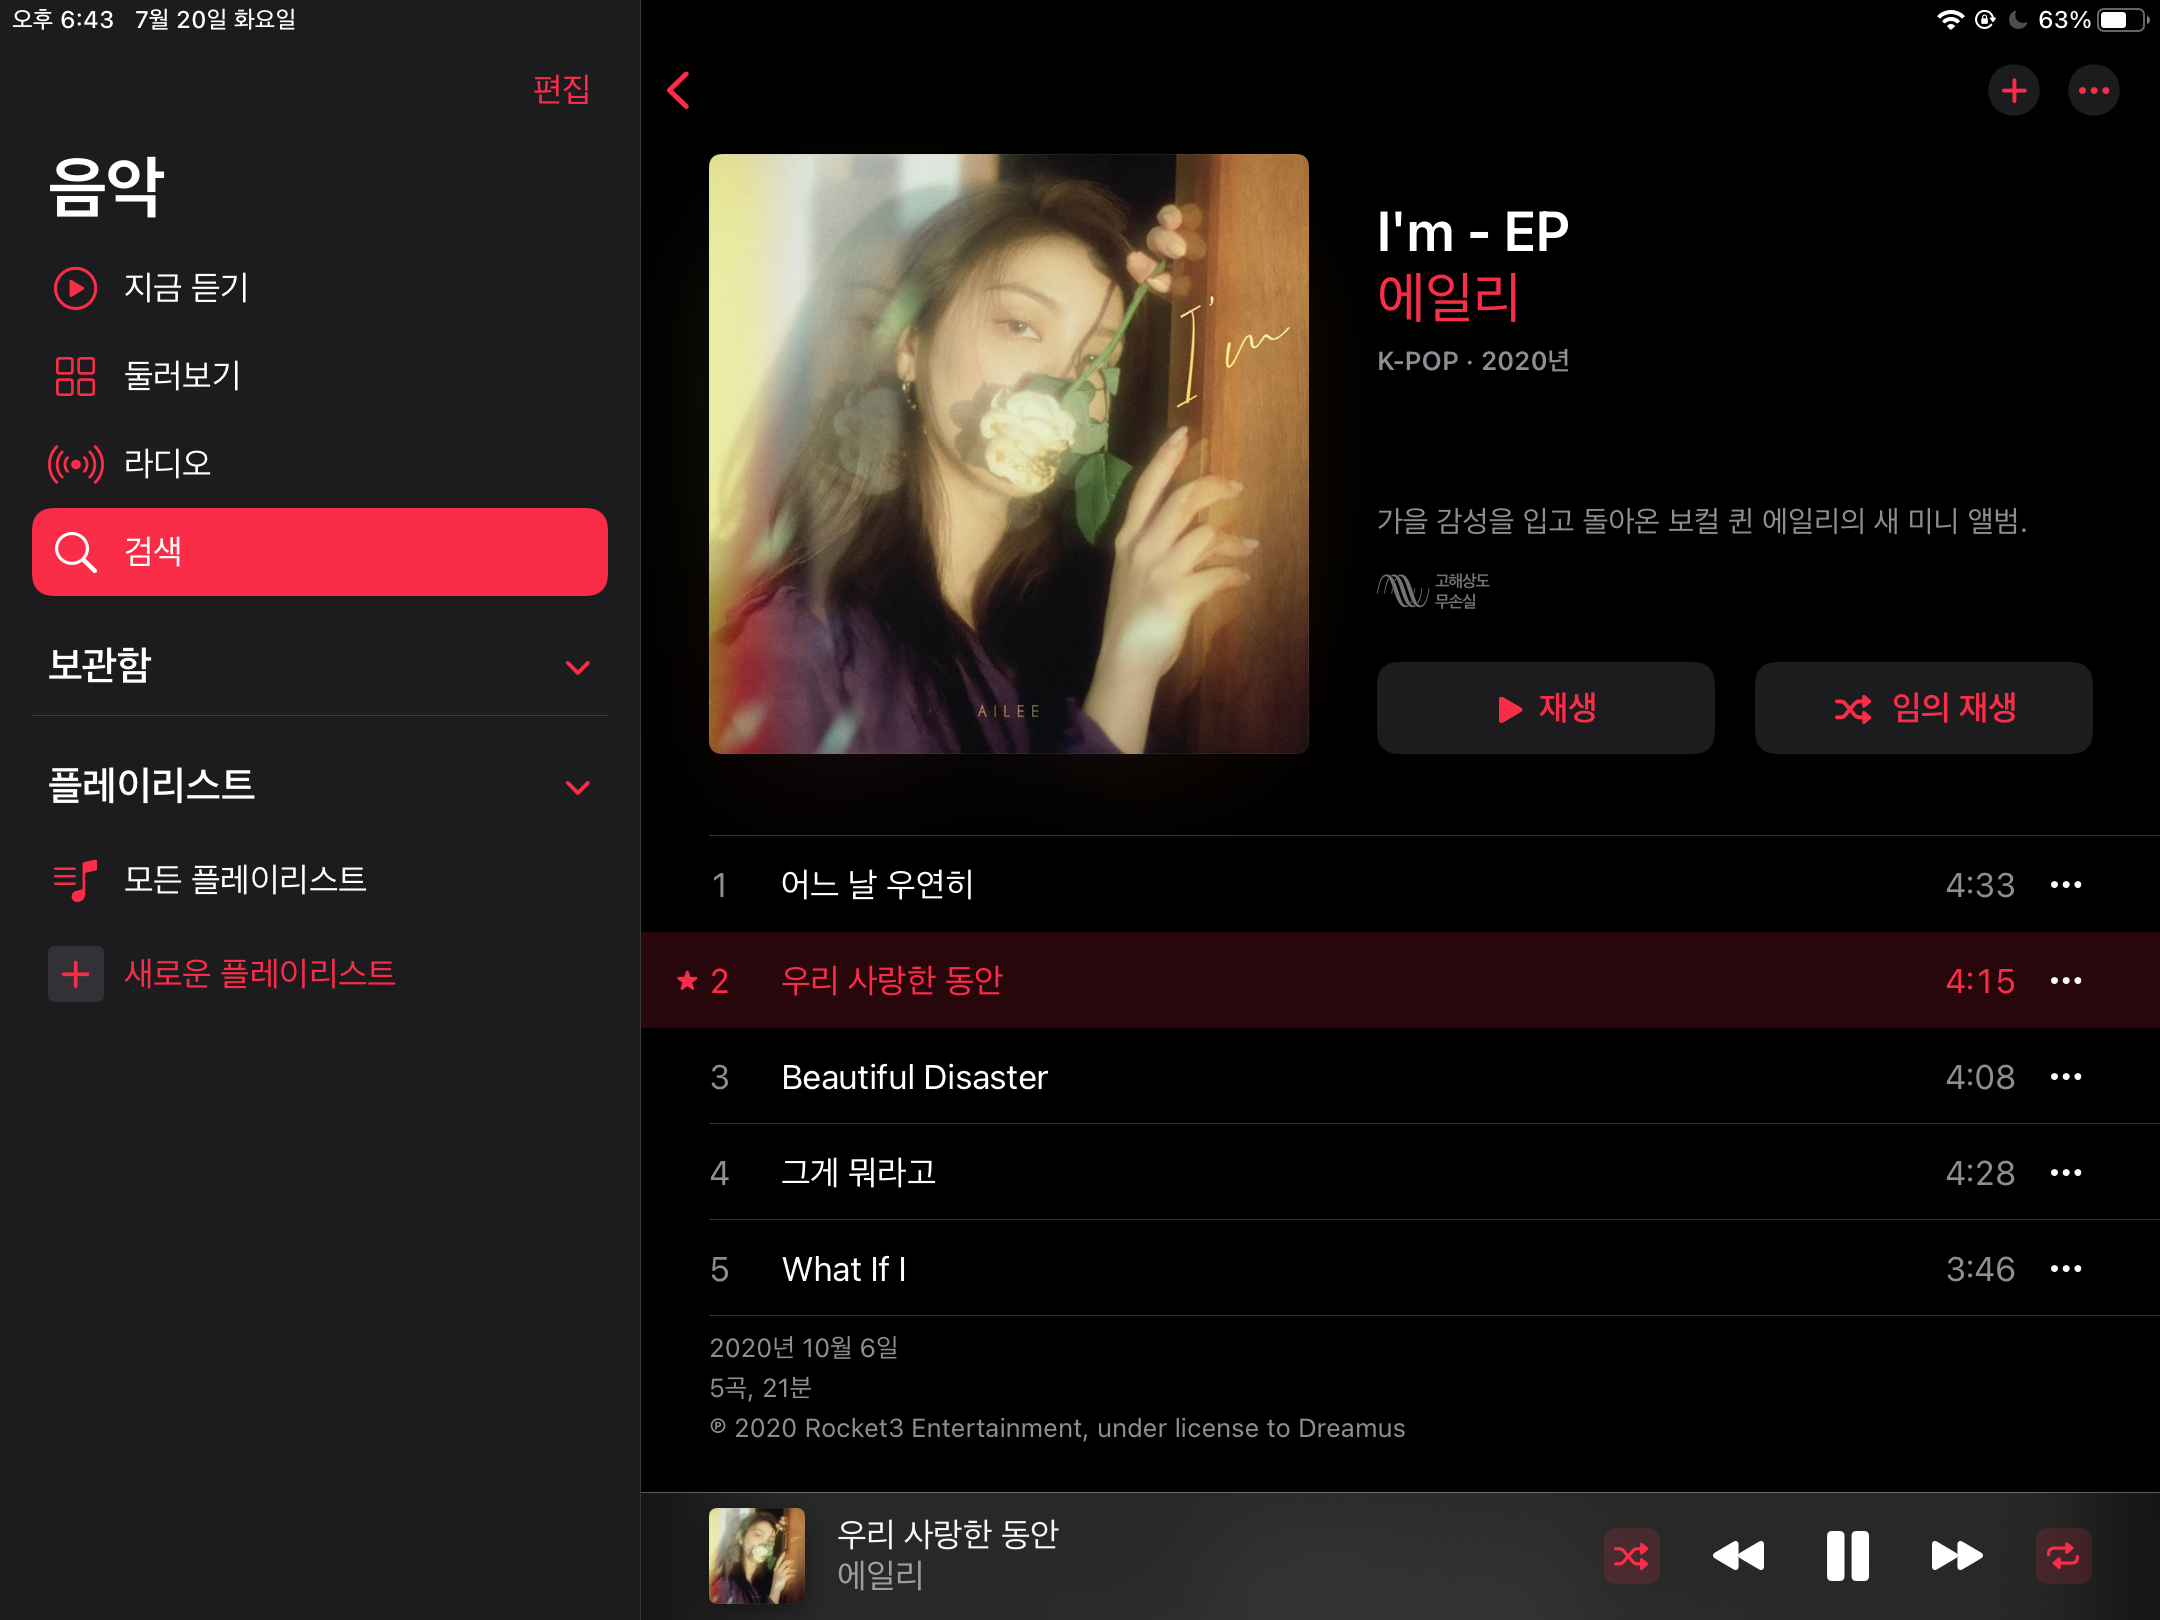 오후 6:43 7월 20일 화요일
63%
편집
음악
지금 듣기
둘러보기
라디오
검색
보관함
플레이리스트
모든 플레이리스트
새로운 플레이리스트
I'm
AILEE
I'm - EP
에일리
K-POP · 2020년
가을 감성을 입고 돌아온 보컬 퀸 에일리의 새 미니 앨범.
고해상도
무손실
재생
임의 재생
1 어느 날 우연히 4:33
★ 2 우리 사랑한 동안 4:15
3 Beautiful Disaster 4:08
4 그게 뭐라고 4:28
5 What If I 3:46
2020년 10월 6일
5곡, 21분
℗ 2020 Rocket3 Entertainment, under license to Dreamus
우리 사랑한 동안
에일리